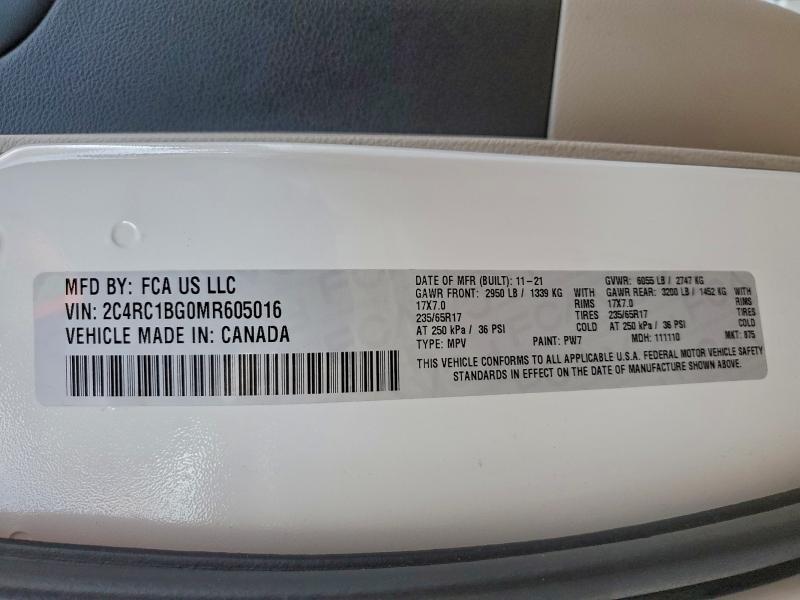 MFD BY: FCA US LLC
VIN: 2C4RC1BG0MR605016
VEHICLE MADE IN: CANADA
DATE OF MFR (BUILT): 11-21 GVWR: 6055 LB / 2747 KG
GAWR FRONT: 2950 LB / 1339 KG WITH GAWR REAR: 3200 LB / 1452 KG WITH
17X7.0 RIMS 17X7.0 RIMS
235/65R17 TIRES 235/65R17 TIRES
AT 250 kPa / 36 PSI COLD AT 250 kPa / 36 PSI COLD
TYPE: MPV PAINT: PW7 MDH: 111110 MKT: 875
THIS VEHICLE CONFORMS TO ALL APPLICABLE U.S.A. FEDERAL MOTOR VEHICLE SAFETY
STANDARDS IN EFFECT ON THE DATE OF MANUFACTURE SHOWN ABOVE.